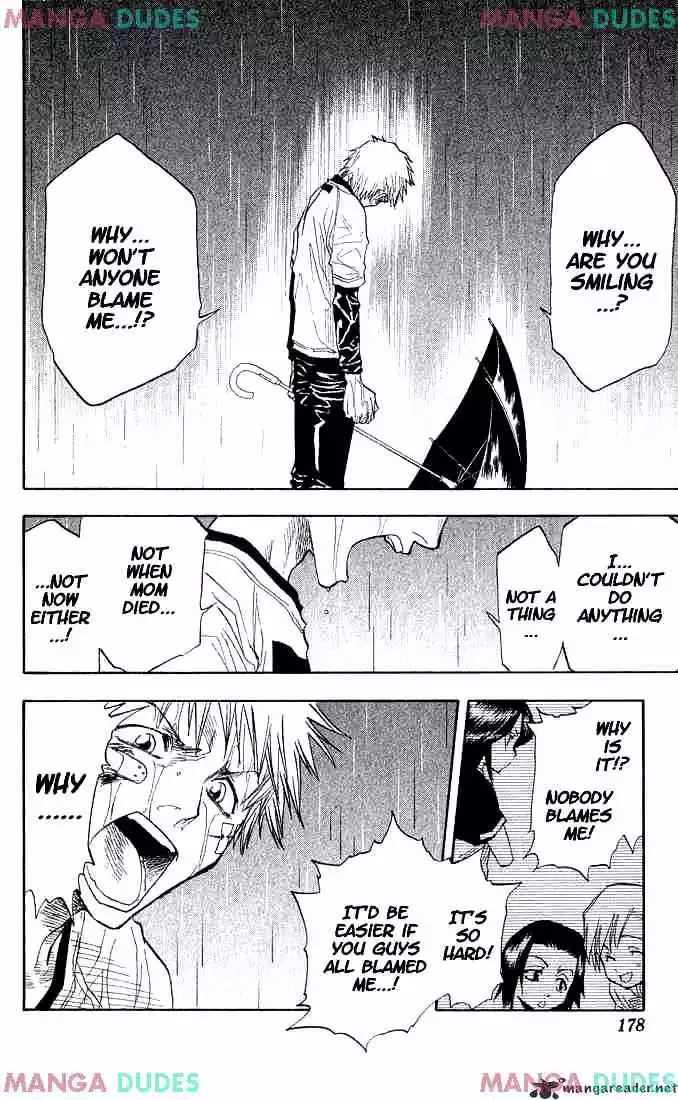 MANGA DUDES
MANGA DUDES
WHY...
ARE YOU
SMILING
...?
WHY...
WON'T
ANYONE
BLAME
ME...!?
I...
COULDN'T
DO
ANYTHING
...
NOT A
THING
...
NOT
WHEN
MOM
DIED...
...NOT
NOW
EITHER
...!
WHY
IS
IT!?
NOBODY
BLAMES
ME!
IT'S
SO
HARD!
IT'D BE
EASIER IF
YOU GUYS
ALL BLAMED
ME...!
WHY
......
178
MANGA DUDES
MANGA DUDES
mangareader.net